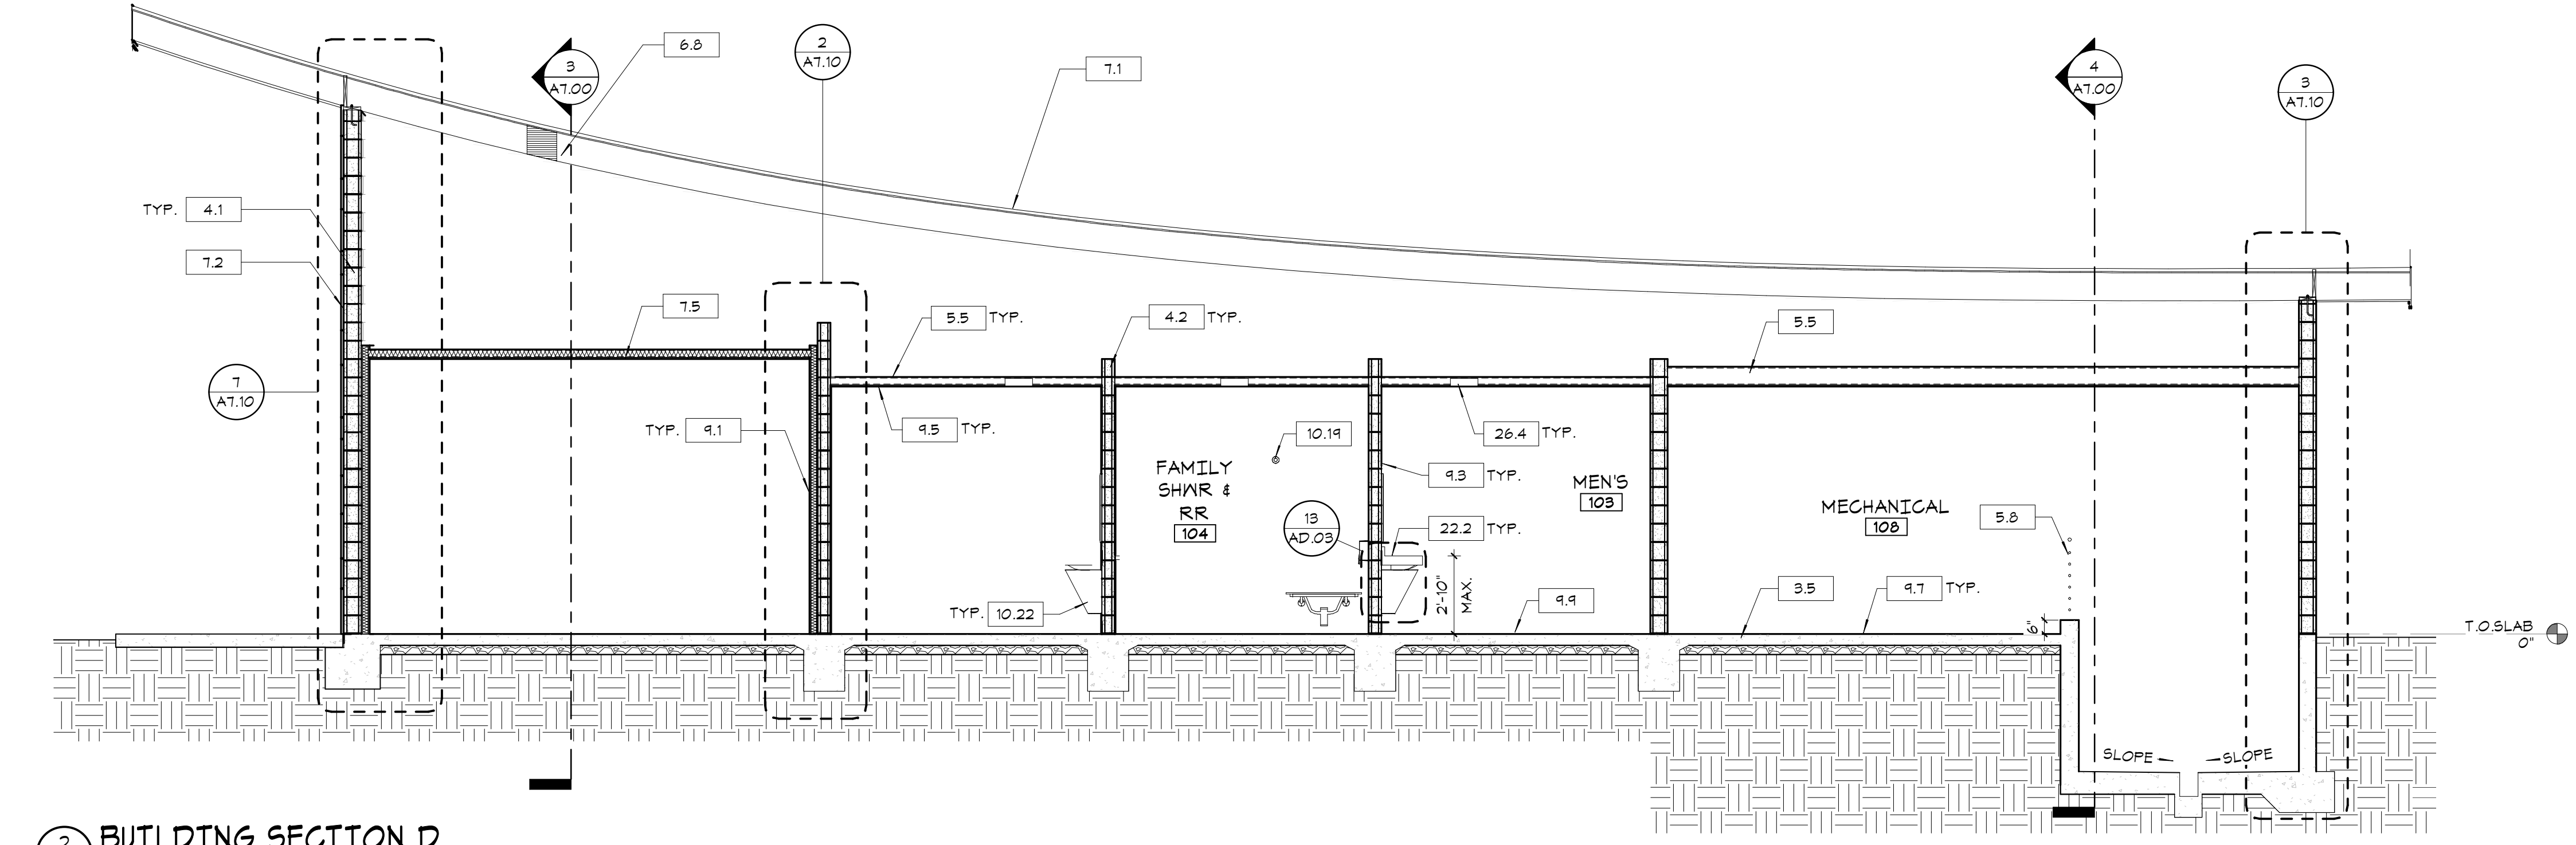 6.8
2
A7.10
3
A7.00
7.1
4
A7.00
3
A7.10
TYP. 4.1
7.2
7.5
5.5 TYP.
4.2 TYP.
5.5
7
A7.10
TYP. 9.1
9.5 TYP.
10.19
26.4 TYP.
9.3 TYP.
FAMILY
SHWR &
RR
104
MEN'S
103
MECHANICAL
108
5.8
13
AD.03
22.2 TYP.
2'-10"
MAX.
TYP. 10.22
9.9
3.5
9.7 TYP.
6"
T.O.SLAB
0"
SLOPE
SLOPE
BUILDING SECTION D